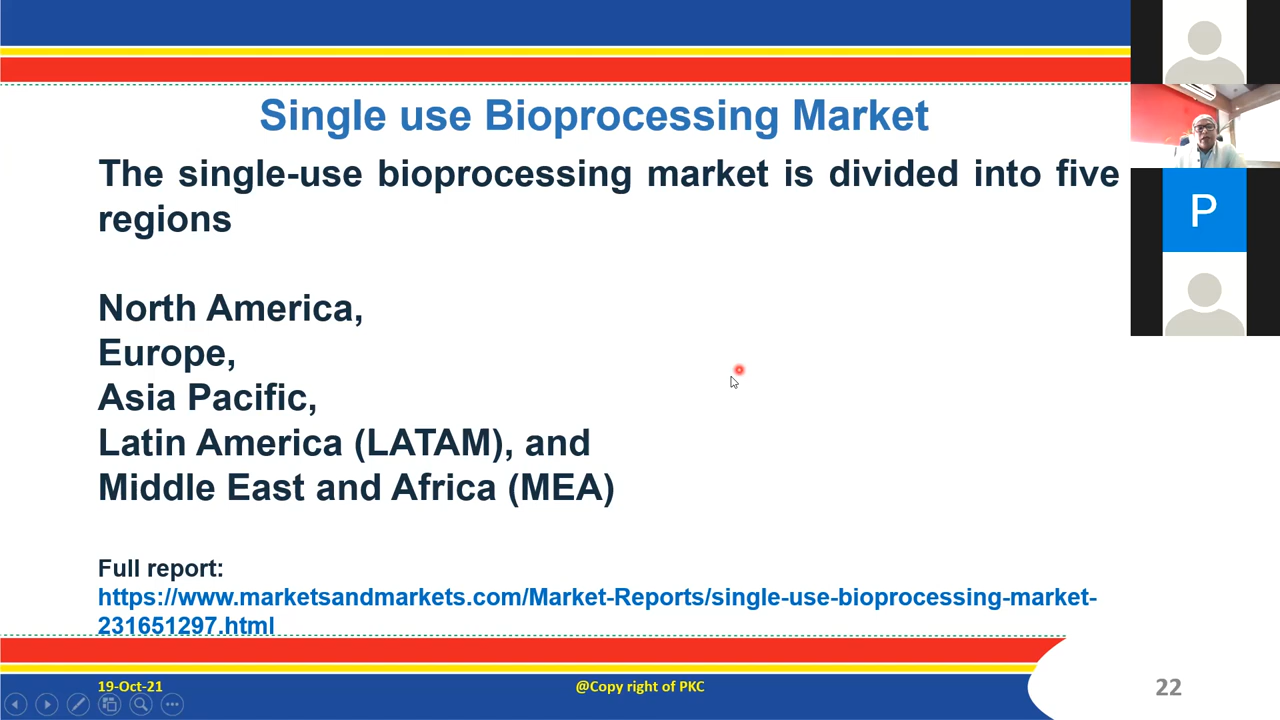 Single use Bioprocessing Market
The single-use bioprocessing market is divided into five
regions
North America,
Europe,
Asia Pacific,
Latin America (LATAM), and
Middle East and Africa (MEA)
Full report:
https://www.marketsandmarkets.com/Market-Reports/single-use-bioprocessing-market-
231651297.html
19-Oct-21
@Copy right of PKC
22
P